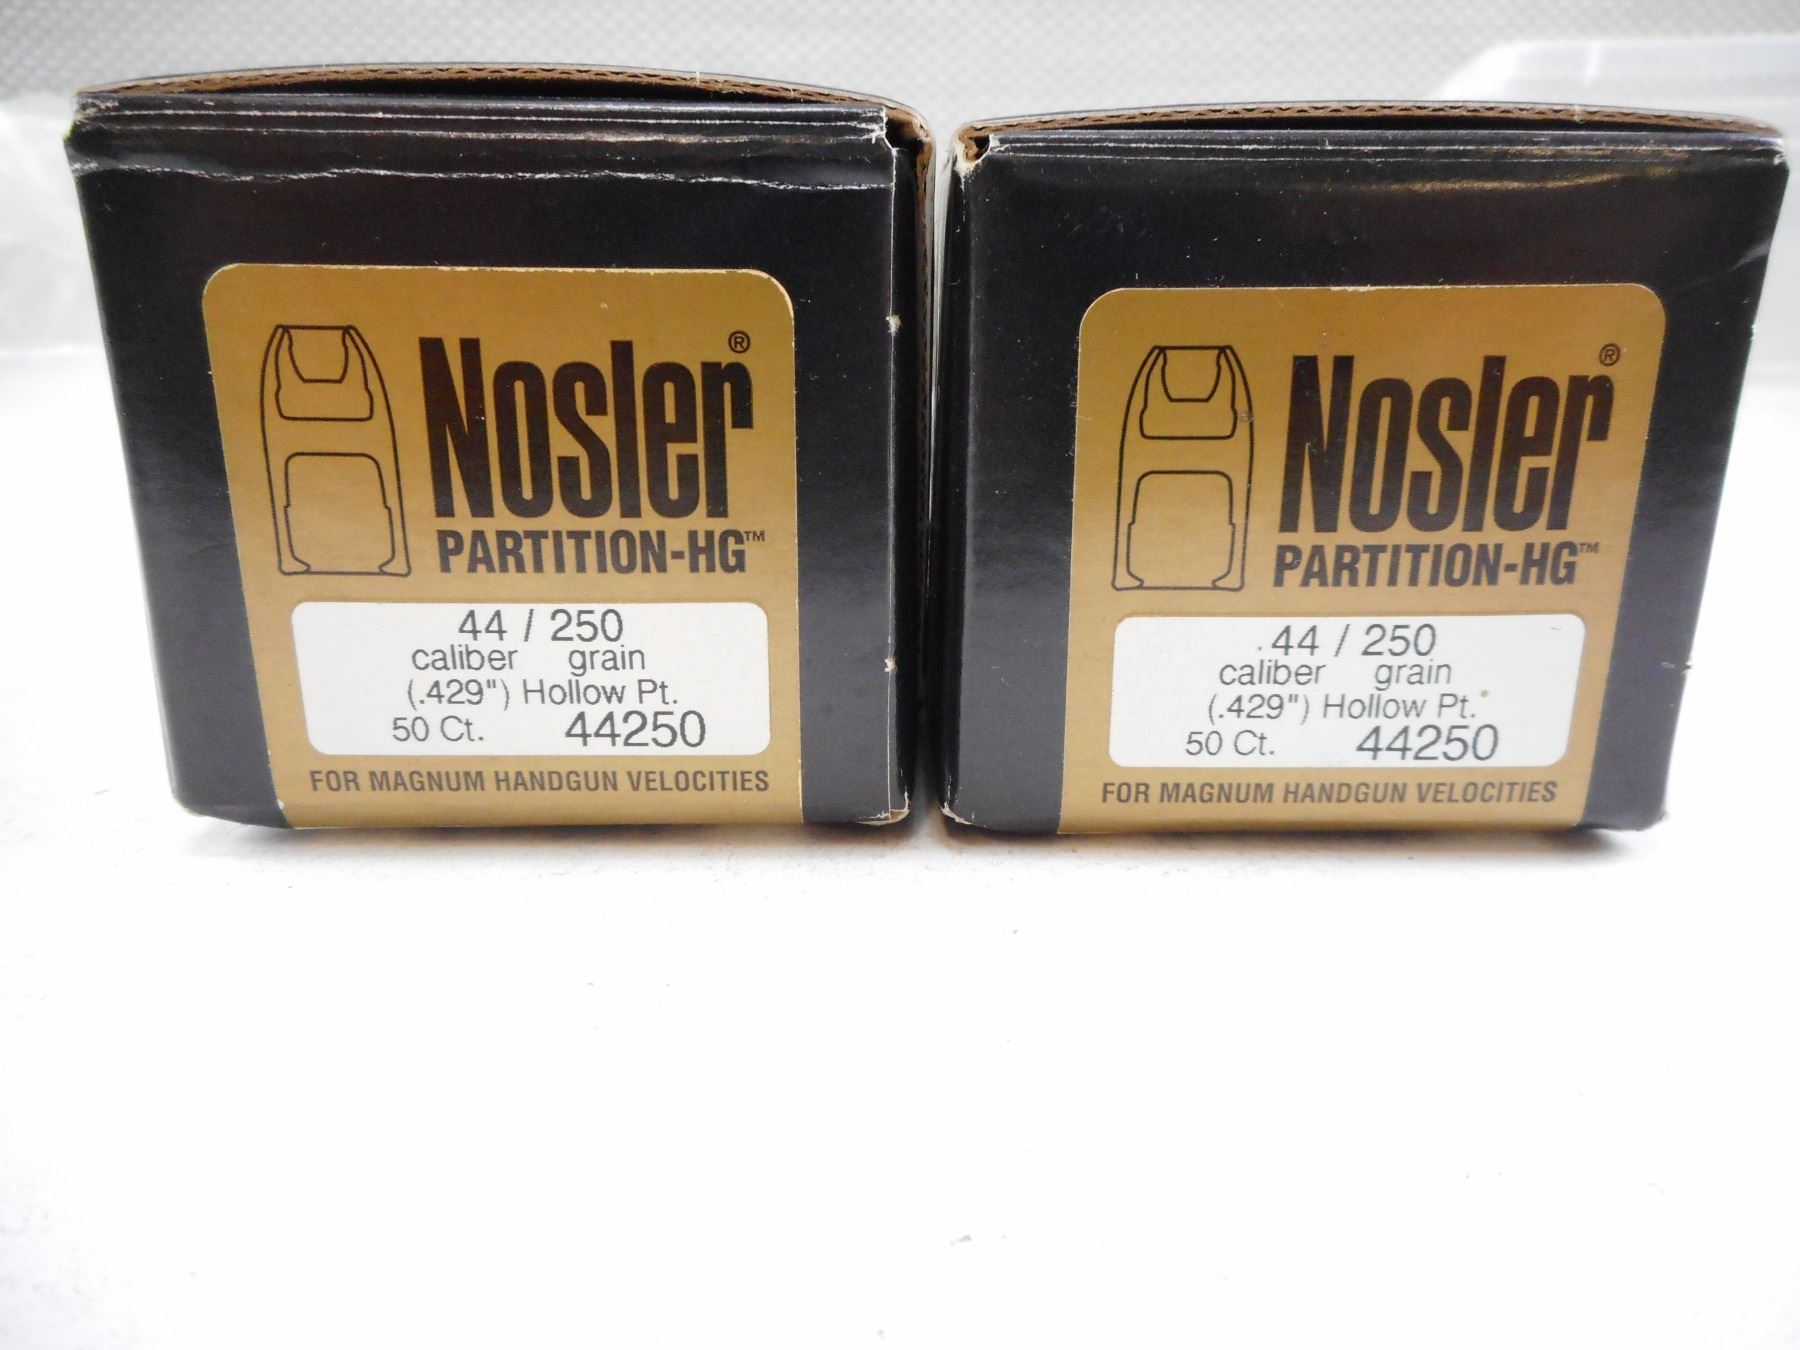 Nosler®
PARTITION-HG™
44 / 250
caliber grain
(.429") Hollow Pt.
50 Ct. 44250
FOR MAGNUM HANDGUN VELOCITIES
Nosler®
PARTITION-HG™
.44 / 250
caliber grain
(.429") Hollow Pt.
50 Ct. 44250
FOR MAGNUM HANDGUN VELOCITIES